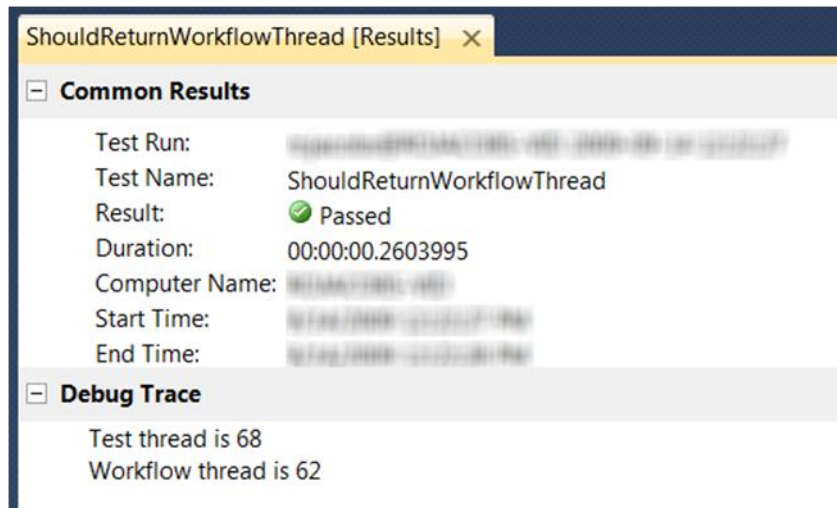 ShouldReturnWorkflowThread [Results]
Common Results
Test Run:
Test Name: ShouldReturnWorkflowThread
Result: Passed
Duration: 00:00:00.2603995
Computer Name:
Start Time:
End Time:
Debug Trace
Test thread is 68
Workflow thread is 62